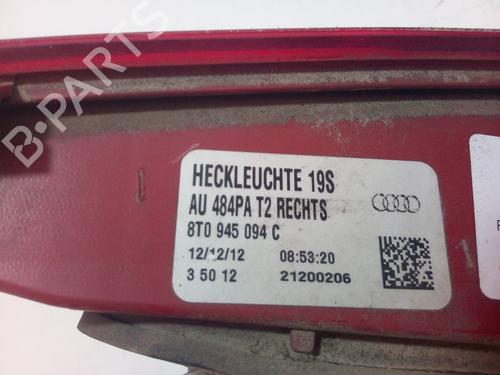 B-PARTS
HECKLEUCHTE 19S
AU 484PA T2 RECHTS
8T0 945 094 C
12/12/12 08:53:20
3 50 12 21200206